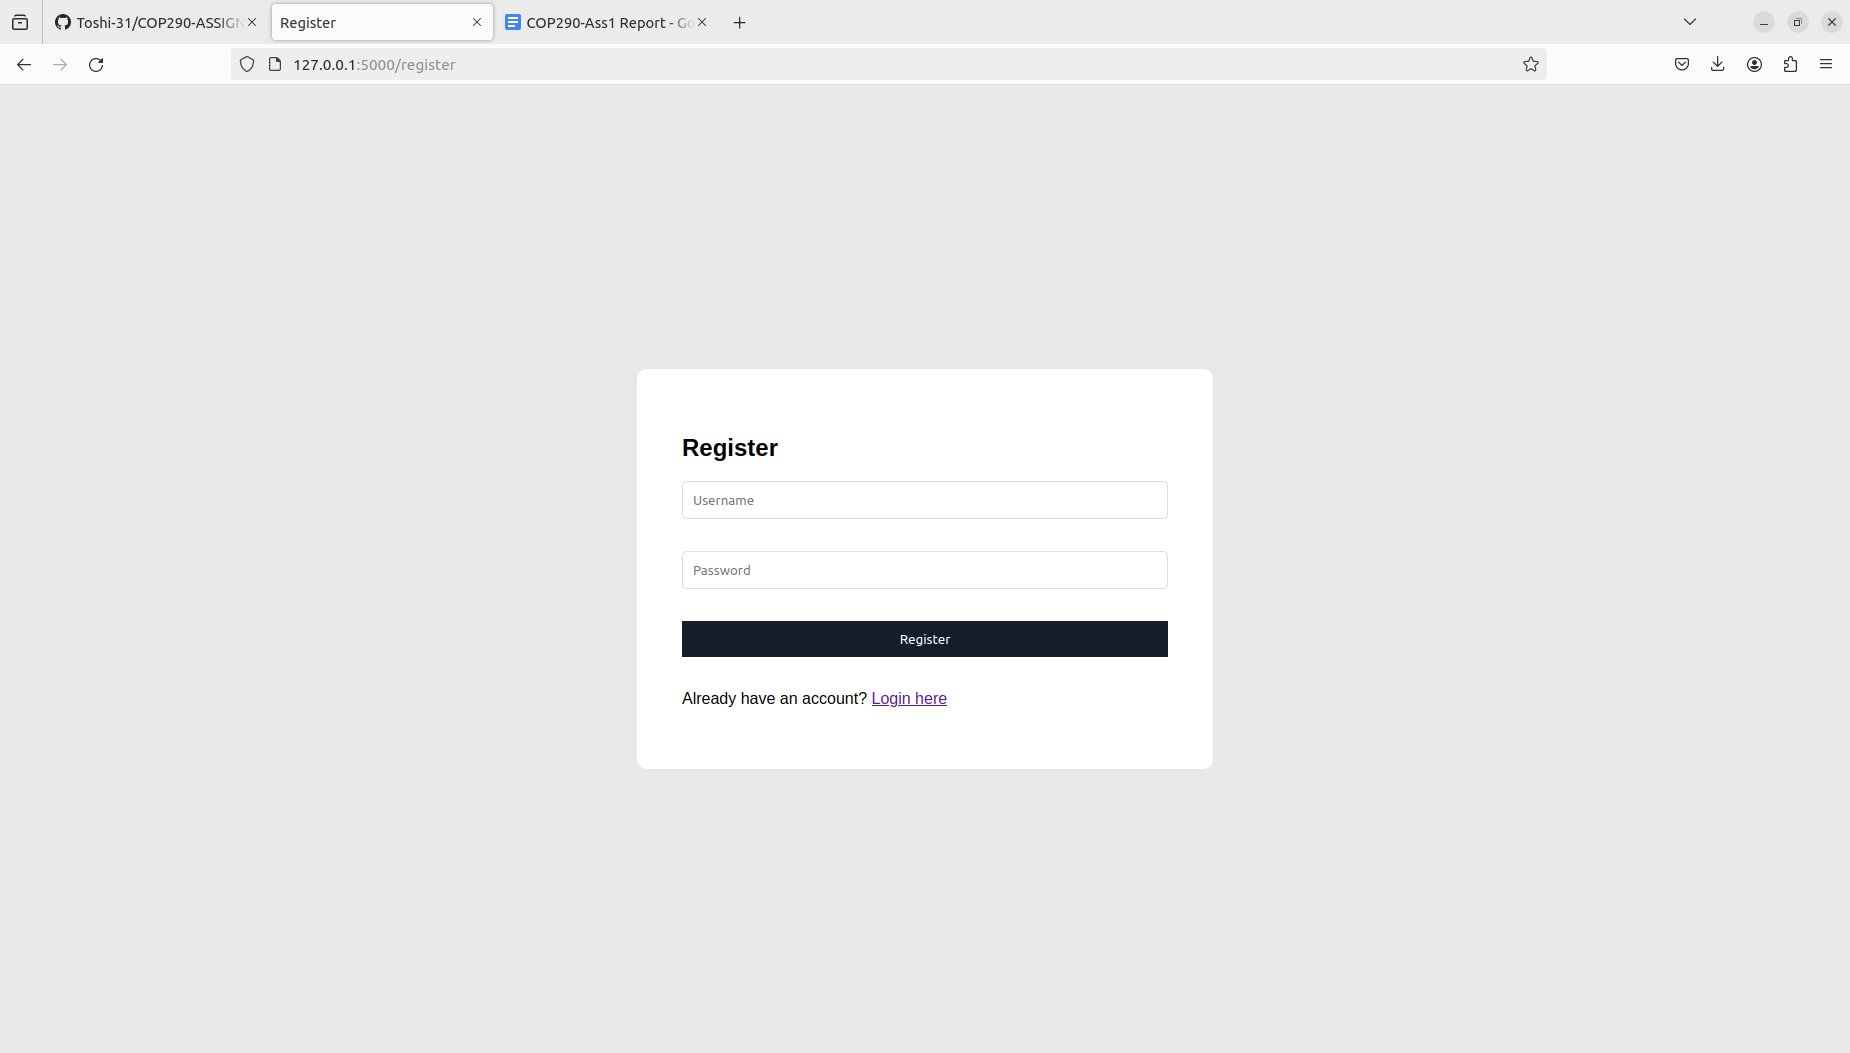 Toshi-31/COP290-ASSIGN
Register
COP290-Ass1 Report - Go
127.0.0.1:5000/register
Register
Username
Password
Register
Already have an account? Login here